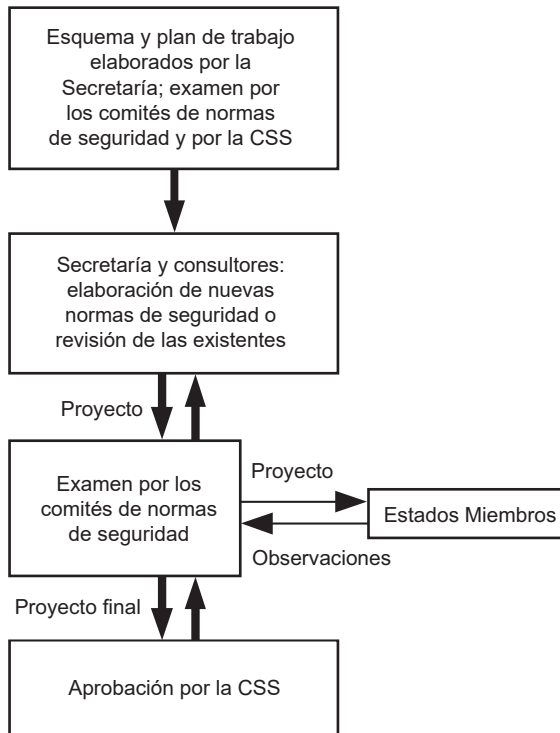 Esquema y plan de trabajo
elaborados por la
Secretaría; examen por
los comités de normas
de seguridad y por la CSS
Secretaría y consultores:
elaboración de nuevas
normas de seguridad o
revisión de las existentes
Proyecto
Examen por los
comités de normas
de seguridad
Proyecto
Estados Miembros
Observaciones
Proyecto final
Aprobación por la CSS